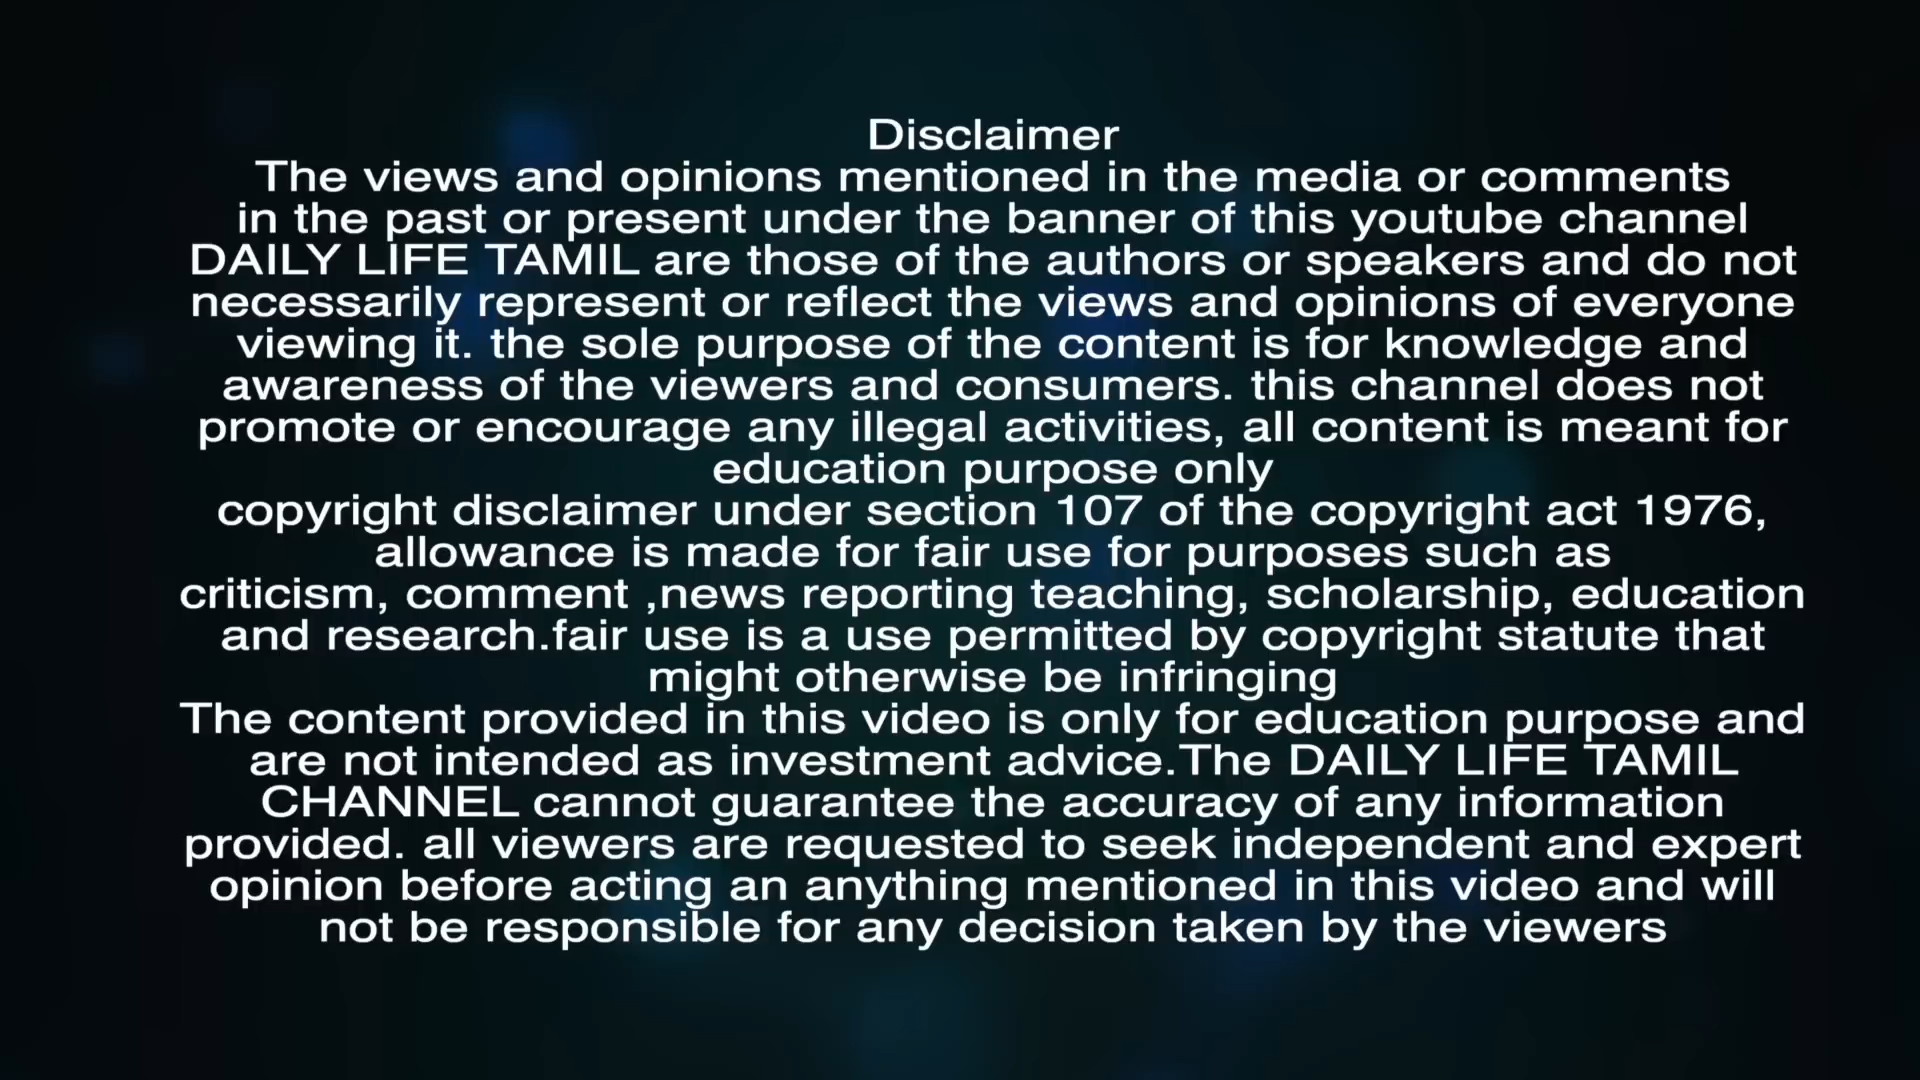 Disclaimer
The views and opinions mentioned in the media or comments
in the past or present under the banner of this youtube channel
DAILY LIFE TAMIL are those of the authors or speakers and do not
necessarily represent or reflect the views and opinions of everyone
viewing it. the sole purpose of the content is for knowledge and
awareness of the viewers and consumers. this channel does not
promote or encourage any illegal activities, all content is meant for
education purpose only
copyright disclaimer under section 107 of the copyright act 1976,
allowance is made for fair use for purposes such as
criticism, comment ,news reporting teaching, scholarship, education
and research.fair use is a use permitted by copyright statute that
might otherwise be infringing
The content provided in this video is only for education purpose and
are not intended as investment advice.The DAILY LIFE TAMIL
CHANNEL cannot guarantee the accuracy of any information
provided. all viewers are requested to seek independent and expert
opinion before acting an anything mentioned in this video and will
not be responsible for any decision taken by the viewers